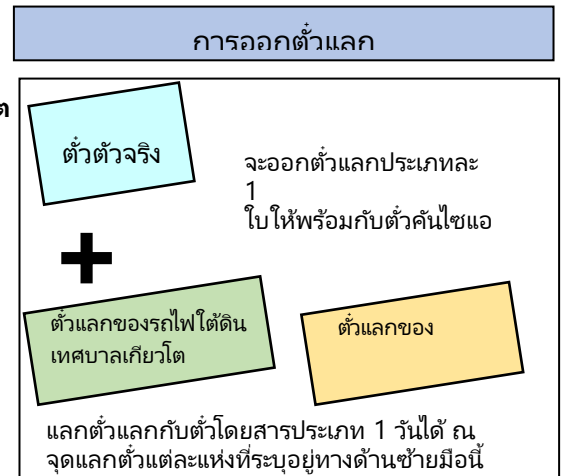 การออกตั๋วแลก
ต
ตั๋วตัวจริง
จะออกตั๋วแลกประเภทละ
1
ใบให้พร้อมกับตั๋วคันไซแอ
+
ตั๋วแลกของรถไฟใต้ดิน
เทศบาลเกียวโต
ตั๋วแลกของ
แลกตั๋วแลกกับตั๋วโดยสารประเภท 1 วันได้ ณ
จุดแลกตั๋วแต่ละแห่งที่ระบุอยู่ทางด้านซ้ายมือนี้